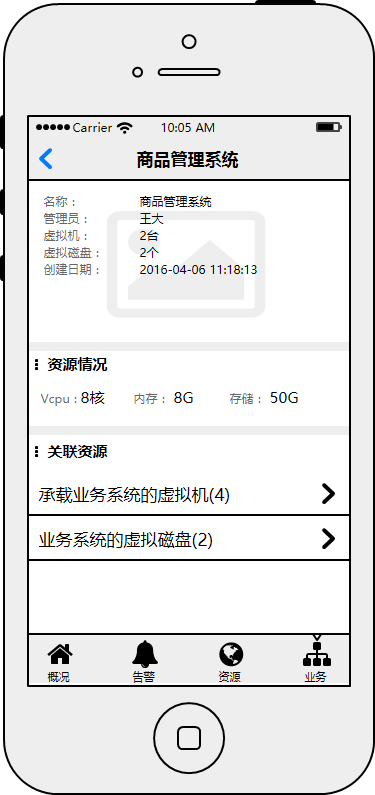 Carrier 10:05 AM
商品管理系统
名称： 商品管理系统
管理员： 王大
虚拟机： 2台
虚拟磁盘： 2个
创建日期： 2016-04-06 11:18:13
资源情况
Vcpu：8核 内存： 8G 存储： 50G
关联资源
承载业务系统的虚拟机(4)
业务系统的虚拟磁盘(2)
概况 告警 资源 业务